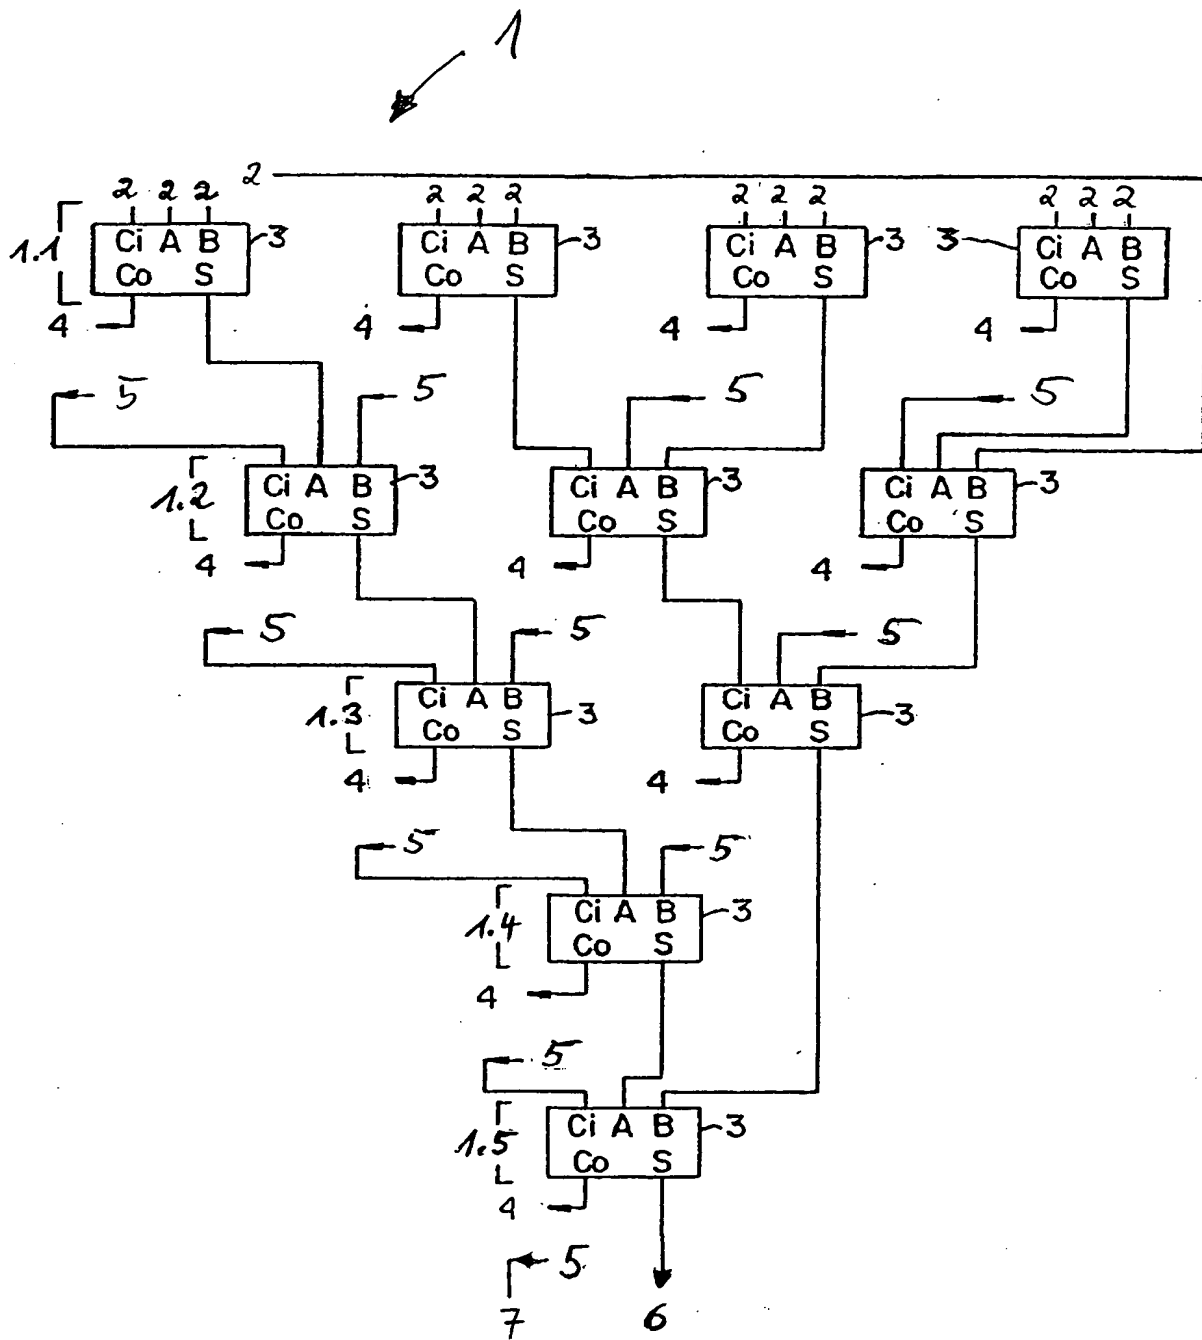 1
2
2 2 2 2 2 2 2 2 2 2 2 2
1.1 Ci A B 3 Ci A B 3 Ci A B 3 3 Ci A B
Co S Co S Co S Co S
4 4 4 4
5 5 5 5
1.2 Ci A B 3 Ci A B 3 Ci A B 3
Co S Co S Co S
4 4 4
5 5 5
1.3 Ci A B 3 Ci A B 3
Co S Co S
4 4
5 5
1.4 Ci A B 3
Co S
4
5
1.5 Ci A B 3
Co S
4
5
7 6